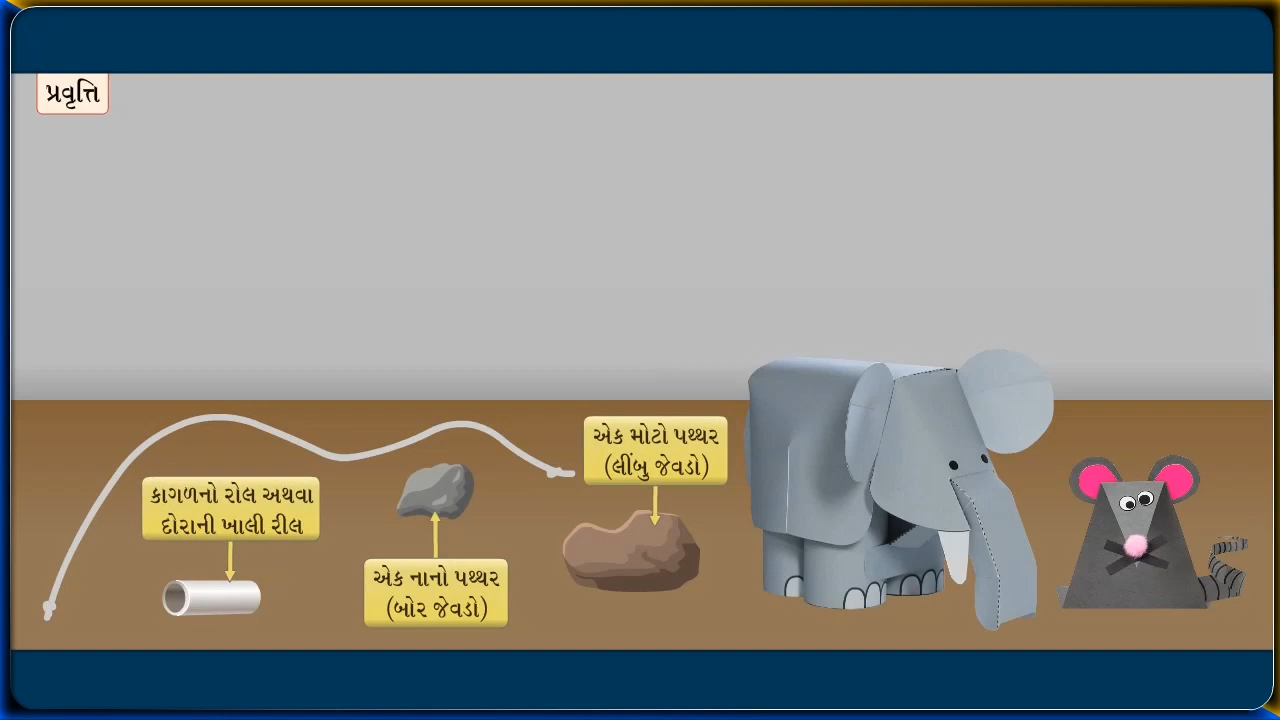 પ્રવૃત્તિ
એક મોટો પથ્થર
(લીંબુ જેવડો)
કાગળનો રોલ અથવા
દોરાની ખાલી રીલ
એક નાનો પથ્થર
(બોર જેવડો)